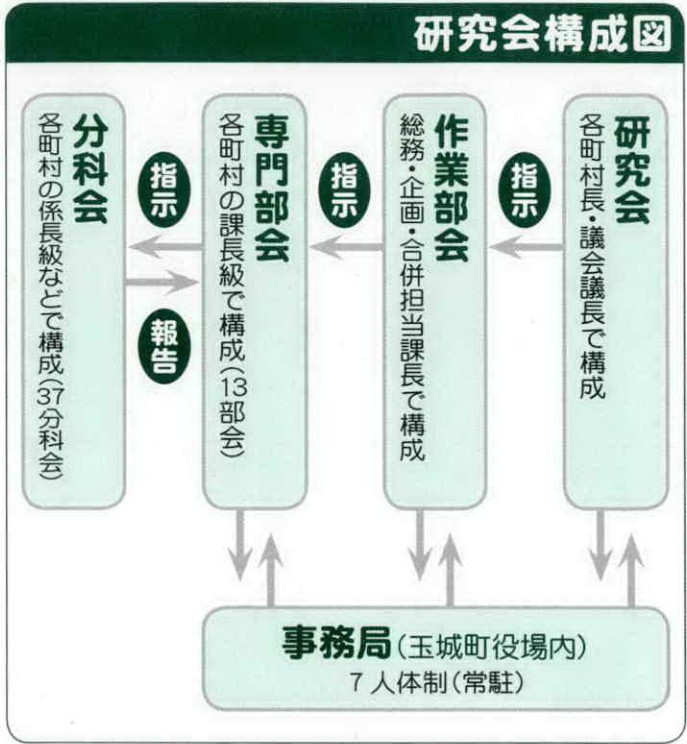 研究会構成図
研究会
各町村長・議会議長で構成
指示
作業部会
総務・企画・合併担当課長で構成
指示
専門部会
各町村の課長級で構成(13部会)
指示
報告
分科会
各町村の係長級などで構成(37分科会)
事務局(玉城町役場内)
7人体制(常駐)